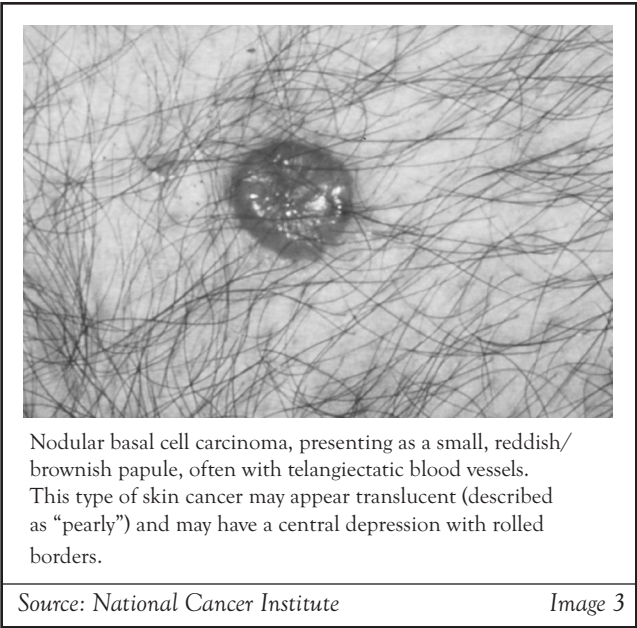 Nodular basal cell carcinoma, presenting as a small, reddish/
brownish papule, often with telangiectatic blood vessels.
This type of skin cancer may appear translucent (described
as “pearly”) and may have a central depression with rolled
borders.
Source: National Cancer Institute
Image 3